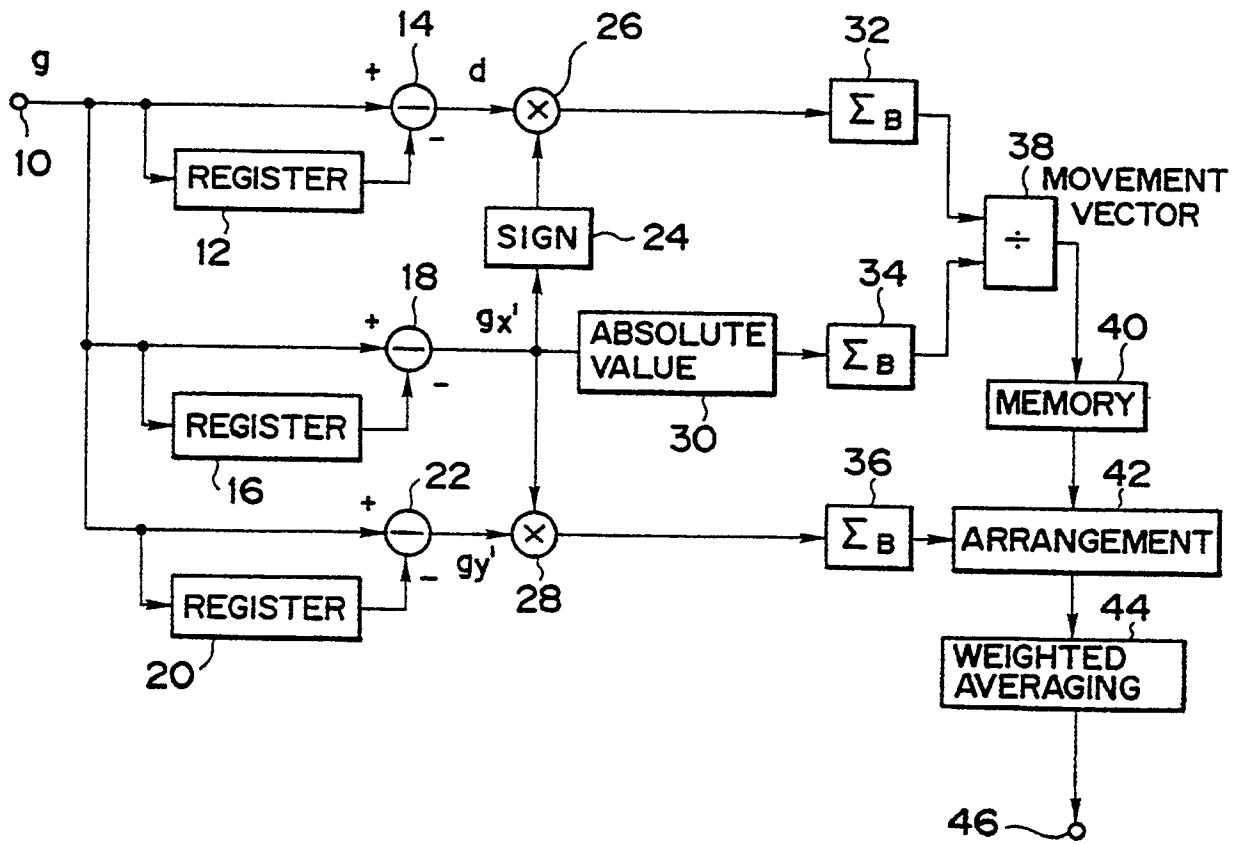 14
26
32
g
+
d
−
×
Σ B
10
−
REGISTER
38
MOVEMENT
VECTOR
12
SIGN
24
÷
18
34
+
gx'
−
ABSOLUTE
VALUE
Σ B
40
−
REGISTER
30
MEMORY
16
22
36
42
+
−
×
Σ B
ARRANGEMENT
−
gy'
28
REGISTER
44
20
WEIGHTED
AVERAGING
46